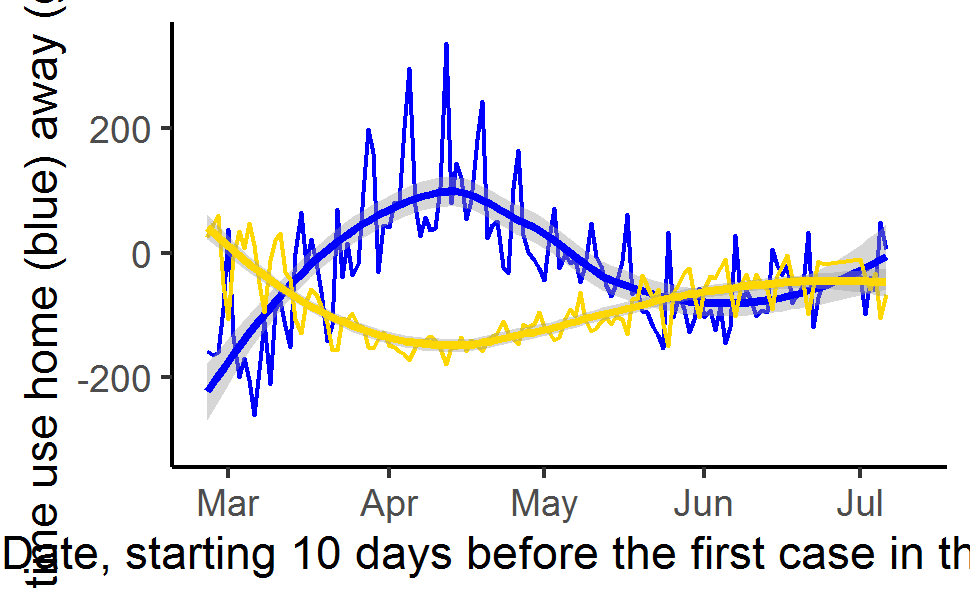 time use home (blue) away (
200
0
-200
Mar Apr May Jun Jul
Date, starting 10 days before the first case in th